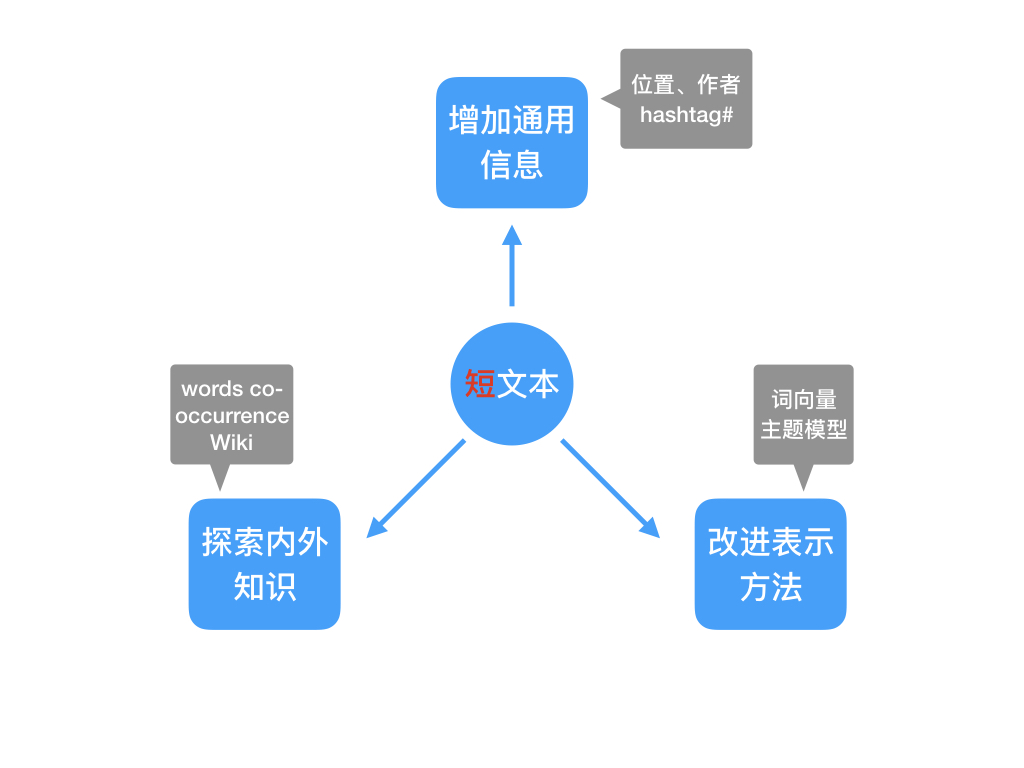 增加通用
信息
位置、作者
hashtag#
短文本
words co-
occurrence
Wiki
探索内外
知识
词向量
主题模型
改进表示
方法